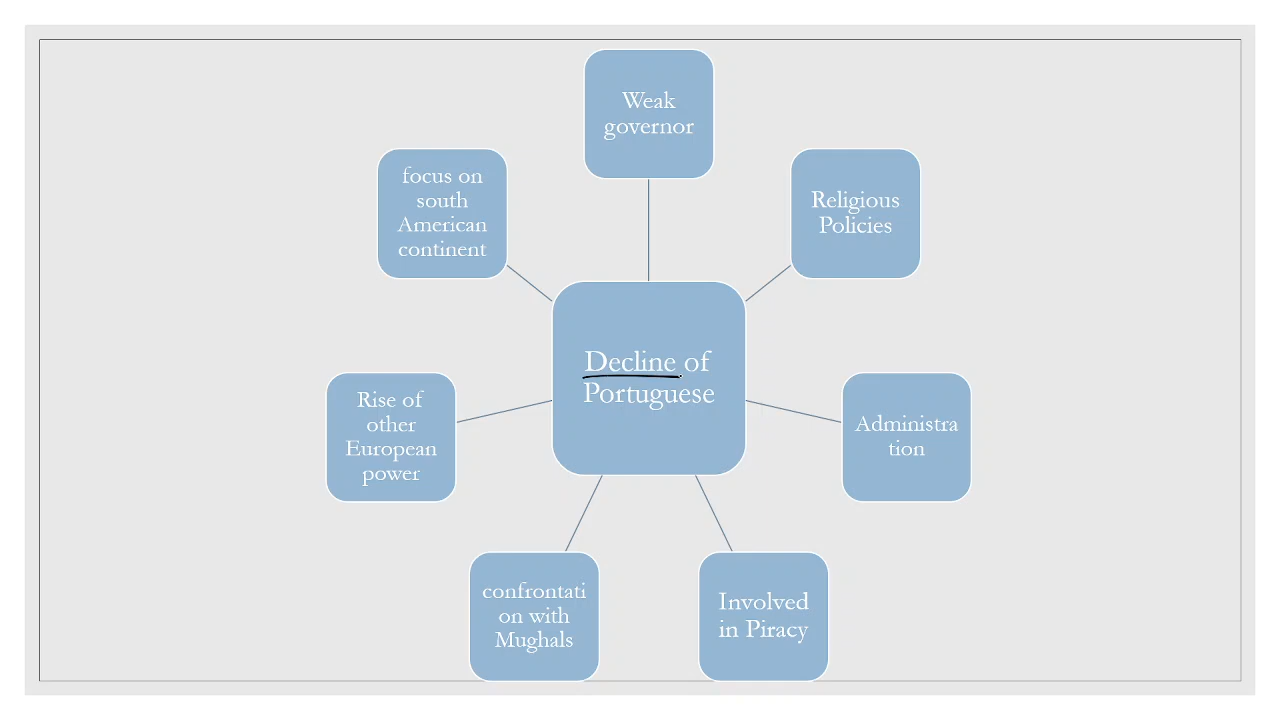 Weak
governor
Religious
Policies
Administra
tion
Involved
in Piracy
confrontati
on with
Mughals
Rise of
other
European
power
focus on
south
American
continent
Decline of
Portuguese